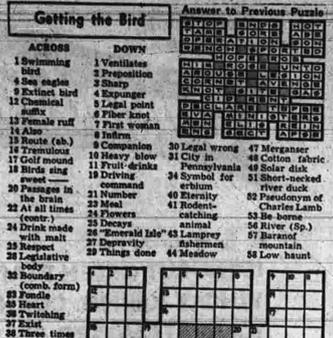 Getting the Bird
Answer to Previous Puzzle
ACROSS
1 Swimming
bird
4 Sea eagles
9 Extinct bird
12 Chemical
suffix
13 Female ruff
14 Also
15 Route (ab.)
16 Tremulous
17 Golf mound
18 Birds sing
sweet ——
20 Passages in
the brain
22 At all times
(contr.)
24 Drink made
with malt
25 Respect
28 Legislative
body
32 Boundary
(comb. form)
33 Fondle
35 Heart
36 Twitching
37 Exist
38 Three times
DOWN
1 Ventilates
2 Preposition
3 Sharp
4 Expunger
5 Legal point
6 Fiber knot
7 First woman
8 Infirm
9 Companion
10 Heavy blow
11 Fruit-drinks
19 Driving
command
21 Number
23 Meal
24 Flowers
25 Decays
26 "Emerald Isle"
27 Depravity
29 Things done
30 Legal wrong
31 City in
Pennsylvania
34 Symbol for
erbium
40 Eternity
41 Rodent-
catching
animal
43 Lamprey
fishermen
44 Meadow
47 Merganser
48 Cotton fabric
49 Solar disk
51 Short-necked
river duck
52 Pseudonym of
Charles Lamb
53 Be borne
56 River (Sp.)
57 Baranof
mountain
58 Low haunt